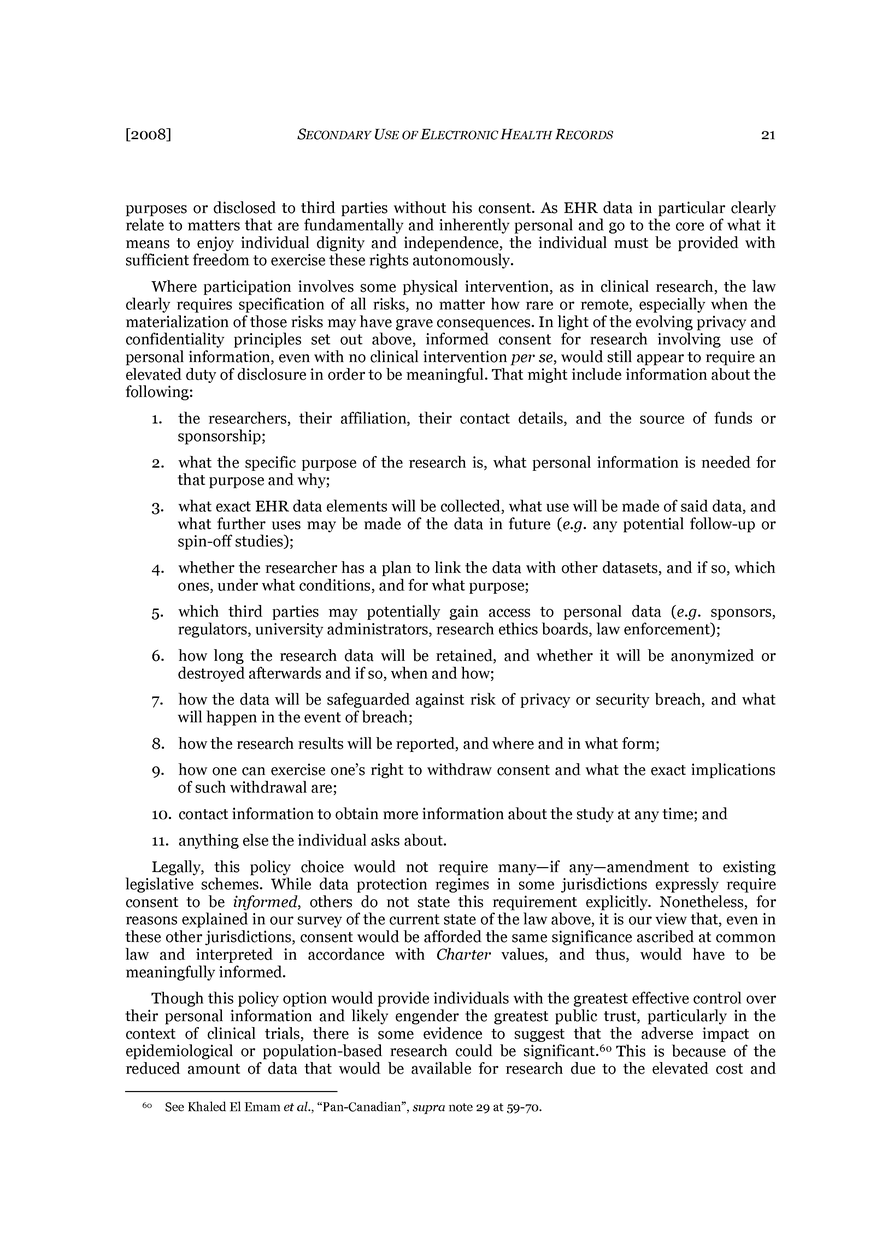 [2008] SECONDARY USE OF ELECTRONIC HEALTH RECORDS 21
purposes or disclosed to third parties without his consent. As EHR data in particular clearly
relate to matters that are fundamentally and inherently personal and go to the core of what it
means to enjoy individual dignity and independence, the individual must be provided with
sufficient freedom to exercise these rights autonomously.
Where participation involves some physical intervention, as in clinical research, the law
clearly requires specification of all risks, no matter how rare or remote, especially when the
materialization of those risks may have grave consequences. In light of the evolving privacy and
confidentiality principles set out above, informed consent for research involving use of
personal information, even with no clinical intervention per se, would still appear to require an
elevated duty of disclosure in order to be meaningful. That might include information about the
following:
1. the researchers, their affiliation, their contact details, and the source of funds or
sponsorship;
2. what the specific purpose of the research is, what personal information is needed for
that purpose and why;
3. what exact EHR data elements will be collected, what use will be made of said data, and
what further uses may be made of the data in future (e.g. any potential follow-up or
spin-off studies);
4. whether the researcher has a plan to link the data with other datasets, and if so, which
ones, under what conditions, and for what purpose;
5. which third parties may potentially gain access to personal data (e.g. sponsors,
regulators, university administrators, research ethics boards, law enforcement);
6. how long the research data will be retained, and whether it will be anonymized or
destroyed afterwards and if so, when and how;
7. how the data will be safeguarded against risk of privacy or security breach, and what
will happen in the event of breach;
8. how the research results will be reported, and where and in what form;
9. how one can exercise one's right to withdraw consent and what the exact implications
of such withdrawal are;
10. contact information to obtain more information about the study at any time; and
11. anything else the individual asks about.
Legally, this policy choice would not require many—if any—amendment to existing
legislative schemes. While data protection regimes in some jurisdictions expressly require
consent to be informed, others do not state this requirement explicitly. Nonetheless, for
reasons explained in our survey of the current state of the law above, it is our view that, even in
these other jurisdictions, consent would be afforded the same significance ascribed at common
law and interpreted in accordance with Charter values, and thus, would have to be
meaningfully informed.
Though this policy option would provide individuals with the greatest effective control over
their personal information and likely engender the greatest public trust, particularly in the
context of clinical trials, there is some evidence to suggest that the adverse impact on
epidemiological or population-based research could be significant.60 This is because of the
reduced amount of data that would be available for research due to the elevated cost and
60 See Khaled El Emam et al., "Pan-Canadian", supra note 29 at 59-70.